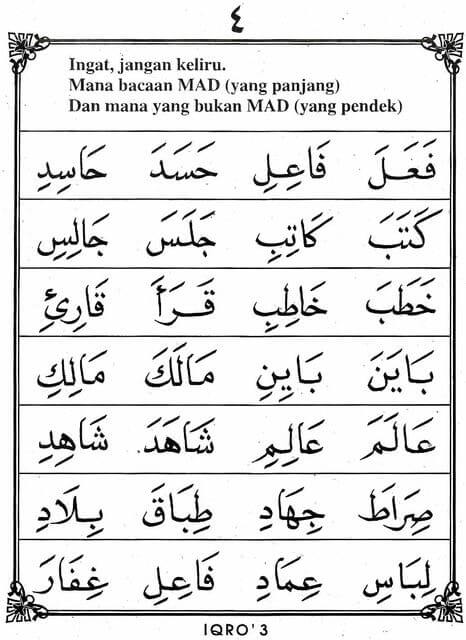 ٤
Ingat, jangan keliru.
Mana bacaan MAD (yang panjang)
Dan mana yang bukan MAD (yang pendek)
فَعَلَ فَاعِلِ حَسَدَ حَاسِدِ
كَتَبَ كَاتِبِ جَلَسَ جَالِسِ
خَطَبَ خَاطِبِ قَرَأَ قَارِئِ
بَايَنَ بَايِنِ مَالَكَ مَالِكِ
عَالَمَ عَالِمِ شَاهَدَ شَاهِدِ
صِرَاطَ جِهَادِ طِبَاقَ بِلَادِ
لِبَاسِ عِمَادِ فَاعِلِ غِفَارَ
IQRO' 3